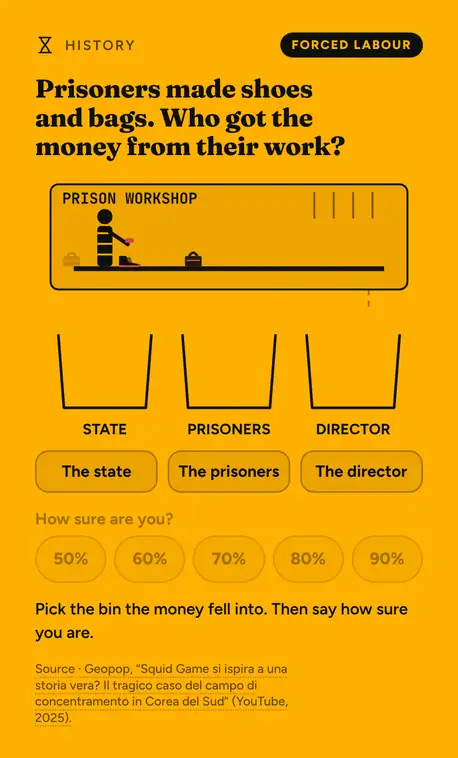 HISTORY
FORCED LABOUR
Prisoners made shoes
and bags. Who got the
money from their work?
PRISON WORKSHOP
STATE
PRISONERS
DIRECTOR
The state
The prisoners
The director
How sure are you?
50%
60%
70%
80%
90%
Pick the bin the money fell into. Then say how sure
you are.
Source · Geopop, "Squid Game si ispira a una
storia vera? Il tragico caso del campo di
concentramento in Corea del Sud" (YouTube,
2025).